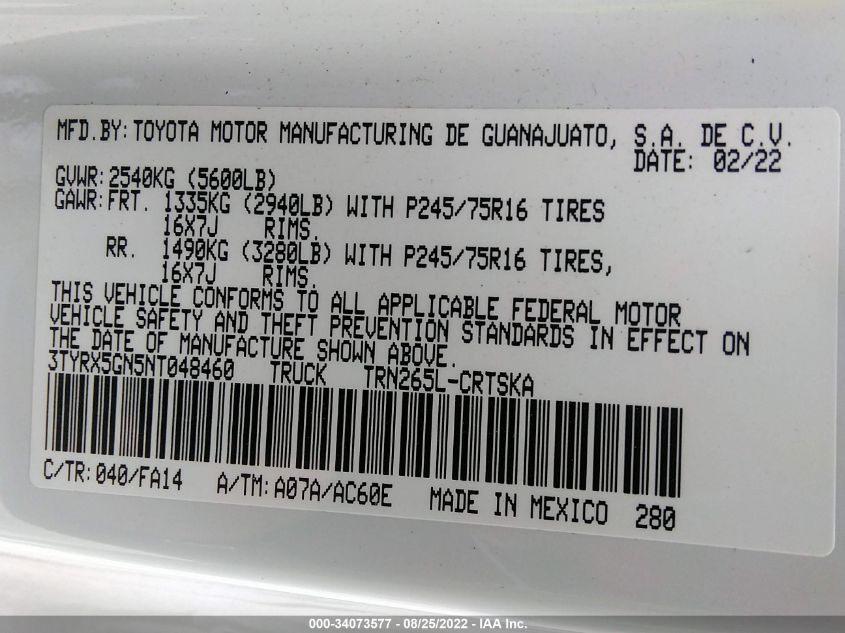 MFD.BY: TOYOTA MOTOR MANUFACTURING DE GUANAJUATO, S.A. DE C.V.
DATE: 02/22
GVWR: 2540KG (5600LB)
GAWR: FRT. 1335KG (2940LB) WITH P245/75R16 TIRES
16X7J RIMS.
RR. 1490KG (3280LB) WITH P245/75R16 TIRES,
16X7J RIMS.
THIS VEHICLE CONFORMS TO ALL APPLICABLE FEDERAL MOTOR
VEHICLE SAFETY AND THEFT PREVENTION STANDARDS IN EFFECT ON
THE DATE OF MANUFACTURE SHOWN ABOVE.
3TYRX5GN5NT048460 TRUCK TRN265L-CRTSKA
C/TR: 040/FA14 A/TM: A07A/AC60E MADE IN MEXICO 280
000-34073577 - 08/25/2022 - IAA Inc.